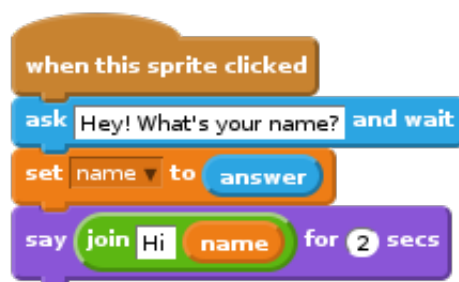 when this sprite clicked
ask Hey! What's your name? and wait
set name to answer
say join Hi name for 2 secs